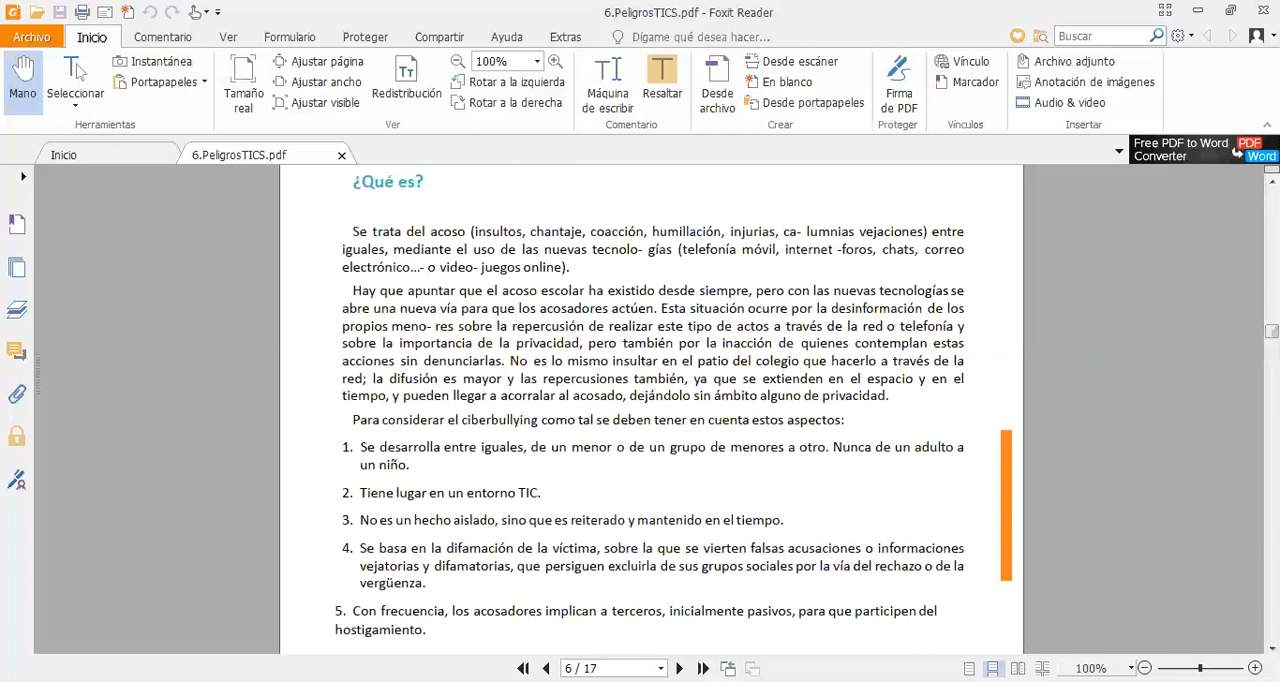 6.PeligrosTICS.pdf - Foxit Reader
Archivo Inicio Comentario Ver Formulario Proteger Compartir Ayuda Extras Dígame qué desea hacer... Buscar
Mano
Seleccionar
Instantánea
Portapapeles
Herramientas
Tamaño real
Ajustar página
Ajustar ancho
Ajustar visible
Redistribución
100%
Rotar a la izquierda
Rotar a la derecha
Ver
Máquina de escribir
Resaltar
Comentario
Desde archivo
Desde escáner
En blanco
Desde portapapeles
Crear
Firma de PDF
Proteger
Vínculo
Marcador
Vínculos
Archivo adjunto
Anotación de imágenes
Audio & video
Insertar
Inicio
6.PeligrosTICS.pdf
Free PDF to Word Converter
PDF
Word
¿Qué es?
Se trata del acoso (insultos, chantaje, coacción, humillación, injurias, ca- lumnias vejaciones) entre
iguales, mediante el uso de las nuevas tecnolo- gías (telefonía móvil, internet -foros, chats, correo
electrónico...- o video- juegos online).
Hay que apuntar que el acoso escolar ha existido desde siempre, pero con las nuevas tecnologías se
abre una nueva vía para que los acosadores actúen. Esta situación ocurre por la desinformación de los
propios meno- res sobre la repercusión de realizar este tipo de actos a través de la red o telefonía y
sobre la importancia de la privacidad, pero también por la inacción de quienes contemplan estas
acciones sin denunciarlas. No es lo mismo insultar en el patio del colegio que hacerlo a través de la
red; la difusión es mayor y las repercusiones también, ya que se extienden en el espacio y en el
tiempo, y pueden llegar a acorralar al acosado, dejándolo sin ámbito alguno de privacidad.
Para considerar el ciberbullying como tal se deben tener en cuenta estos aspectos:
1. Se desarrolla entre iguales, de un menor o de un grupo de menores a otro. Nunca de un adulto a
un niño.
2. Tiene lugar en un entorno TIC.
3. No es un hecho aislado, sino que es reiterado y mantenido en el tiempo.
4. Se basa en la difamación de la víctima, sobre la que se vierten falsas acusaciones o informaciones
vejatorias y difamatorias, que persiguen excluirla de sus grupos sociales por la vía del rechazo o de la
vergüenza.
5. Con frecuencia, los acosadores implican a terceros, inicialmente pasivos, para que participen del
hostigamiento.
6 / 17
100%